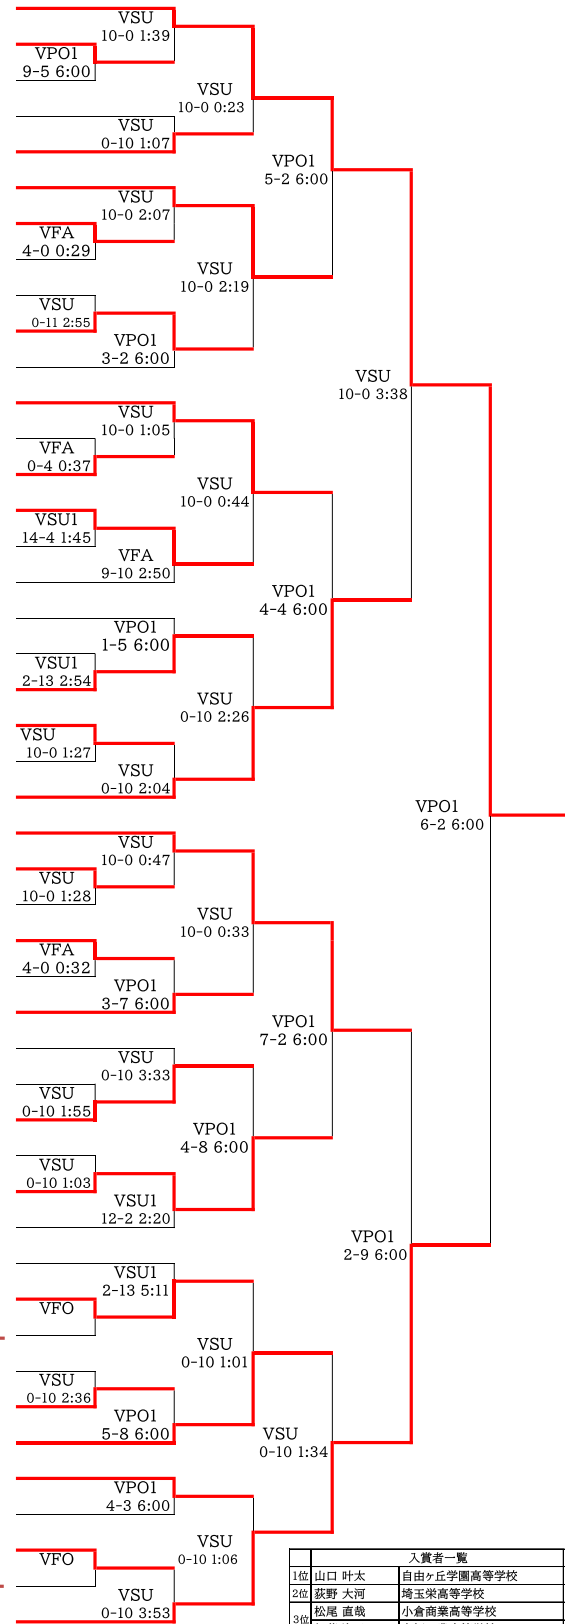 VSU
10-0 1:39
VPO1
9-5 6:00
VSU
10-0 0:23
VSU
0-10 1:07
VPO1
5-2 6:00
VSU
10-0 2:07
VFA
4-0 0:29
VSU
10-0 2:19
VSU
0-11 2:55
VPO1
3-2 6:00
VSU
10-0 3:38
VSU
10-0 1:05
VFA
0-4 0:37
VSU
10-0 0:44
VSU1
14-4 1:45
VFA
9-10 2:50
VPO1
4-4 6:00
VPO1
1-5 6:00
VSU1
2-13 2:54
VSU
0-10 2:26
VSU
10-0 1:27
VSU
0-10 2:04
VPO1
6-2 6:00
VSU
10-0 0:47
VSU
10-0 1:28
VSU
10-0 0:33
VFA
4-0 0:32
VPO1
3-7 6:00
VPO1
7-2 6:00
VSU
0-10 3:33
VSU
0-10 1:55
VPO1
4-8 6:00
VSU
0-10 1:03
VSU1
12-2 2:20
VPO1
2-9 6:00
VSU1
2-13 5:11
VFO
VSU
0-10 1:01
VSU
0-10 2:36
VPO1
5-8 6:00
VSU
0-10 1:34
VPO1
4-3 6:00
VSU
0-10 1:06
VFO
VSU
0-10 3:53
入賞者一覧
1位 山口 叶太 自由ヶ丘学園高等学校
2位 荻野 大河 埼玉栄高等学校
3位 松尾 直哉 小倉商業高等学校